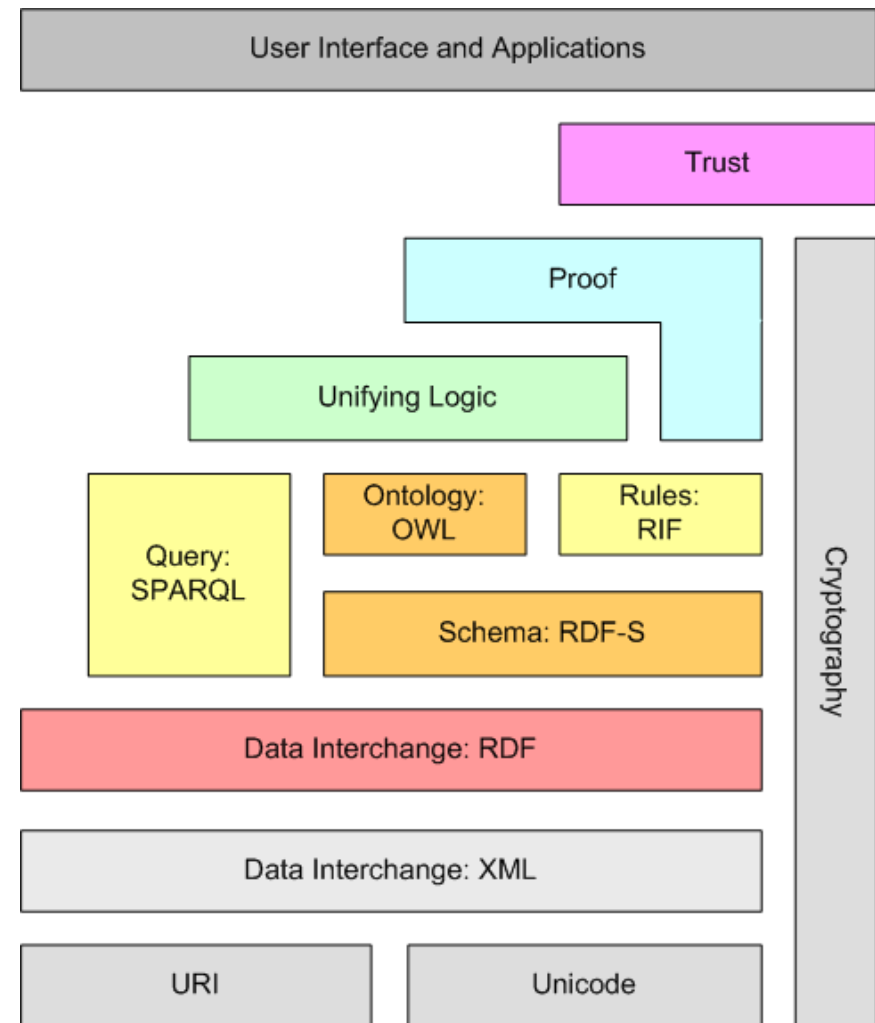 User Interface and Applications
Trust
Proof
Unifying Logic
Ontology:
OWL
Rules:
RIF
Query:
SPARQL
Schema: RDF-S
Cryptography
Data Interchange: RDF
Data Interchange: XML
URI
Unicode